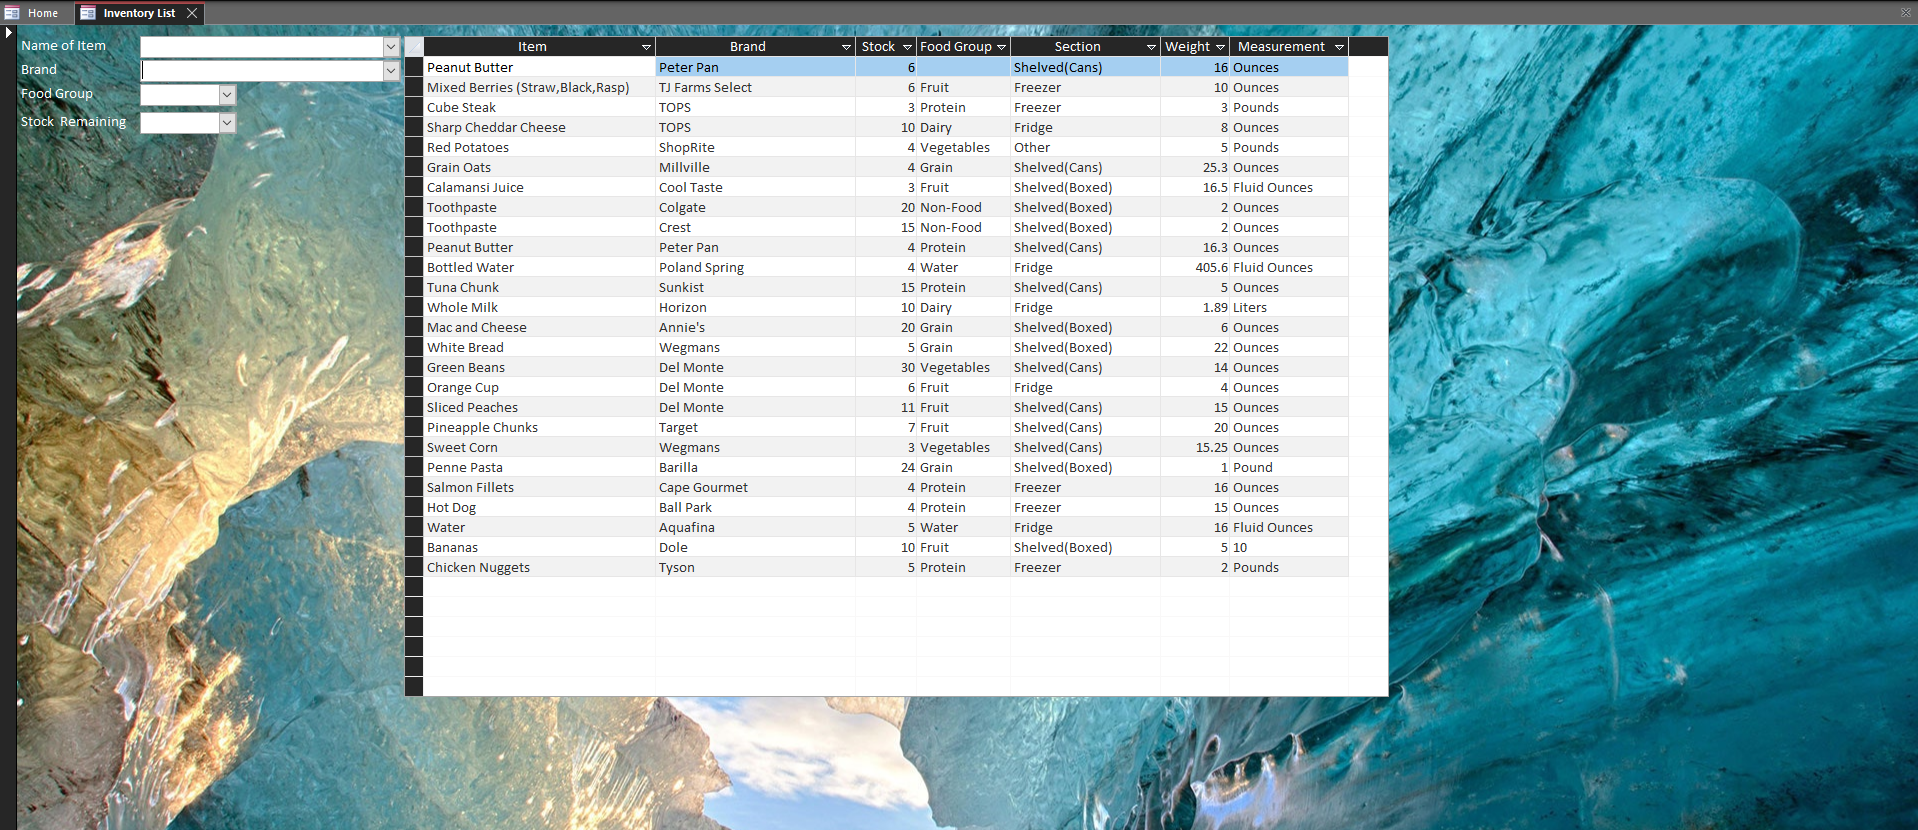 Home Inventory List
Name of Item
Brand
Food Group
Stock Remaining
Item Brand Stock Food Group Section Weight Measurement
Peanut Butter Peter Pan 6 Shelved(Cans) 16 Ounces
Mixed Berries (Straw,Black,Rasp) TJ Farms Select 6 Fruit Freezer 10 Ounces
Cube Steak TOPS 3 Protein Freezer 3 Pounds
Sharp Cheddar Cheese TOPS 10 Dairy Fridge 8 Ounces
Red Potatoes ShopRite 4 Vegetables Other 5 Pounds
Grain Oats Millville 4 Grain Shelved(Cans) 25.3 Ounces
Calamansi Juice Cool Taste 3 Fruit Shelved(Boxed) 16.5 Fluid Ounces
Toothpaste Colgate 20 Non-Food Shelved(Boxed) 2 Ounces
Toothpaste Crest 15 Non-Food Shelved(Boxed) 2 Ounces
Peanut Butter Peter Pan 4 Protein Shelved(Cans) 16.3 Ounces
Bottled Water Poland Spring 4 Water Fridge 405.6 Fluid Ounces
Tuna Chunk Sunkist 15 Protein Shelved(Cans) 5 Ounces
Whole Milk Horizon 10 Dairy Fridge 1.89 Liters
Mac and Cheese Annie's 20 Grain Shelved(Boxed) 6 Ounces
White Bread Wegmans 5 Grain Shelved(Boxed) 22 Ounces
Green Beans Del Monte 30 Vegetables Shelved(Cans) 14 Ounces
Orange Cup Del Monte 6 Fruit Fridge 4 Ounces
Sliced Peaches Del Monte 11 Fruit Shelved(Cans) 15 Ounces
Pineapple Chunks Target 7 Fruit Shelved(Cans) 20 Ounces
Sweet Corn Wegmans 3 Vegetables Shelved(Cans) 15.25 Ounces
Penne Pasta Barilla 24 Grain Shelved(Boxed) 1 Pound
Salmon Fillets Cape Gourmet 4 Protein Freezer 16 Ounces
Hot Dog Ball Park 4 Protein Freezer 15 Ounces
Water Aquafina 5 Water Fridge 16 Fluid Ounces
Bananas Dole 10 Fruit Shelved(Boxed) 5 10
Chicken Nuggets Tyson 5 Protein Freezer 2 Pounds